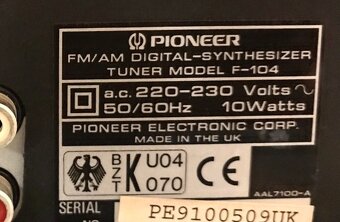 PIONEER
FM/AM DIGITAL-SYNTHESIZER
TUNER MODEL F-104
a.c. 220-230 Volts ~
50/60Hz 10Watts
PIONEER ELECTRONIC CORP.
MADE IN THE UK
BZT K U04 070 CE
AAL7100-A
SERIAL
NO.
PE9100509UK